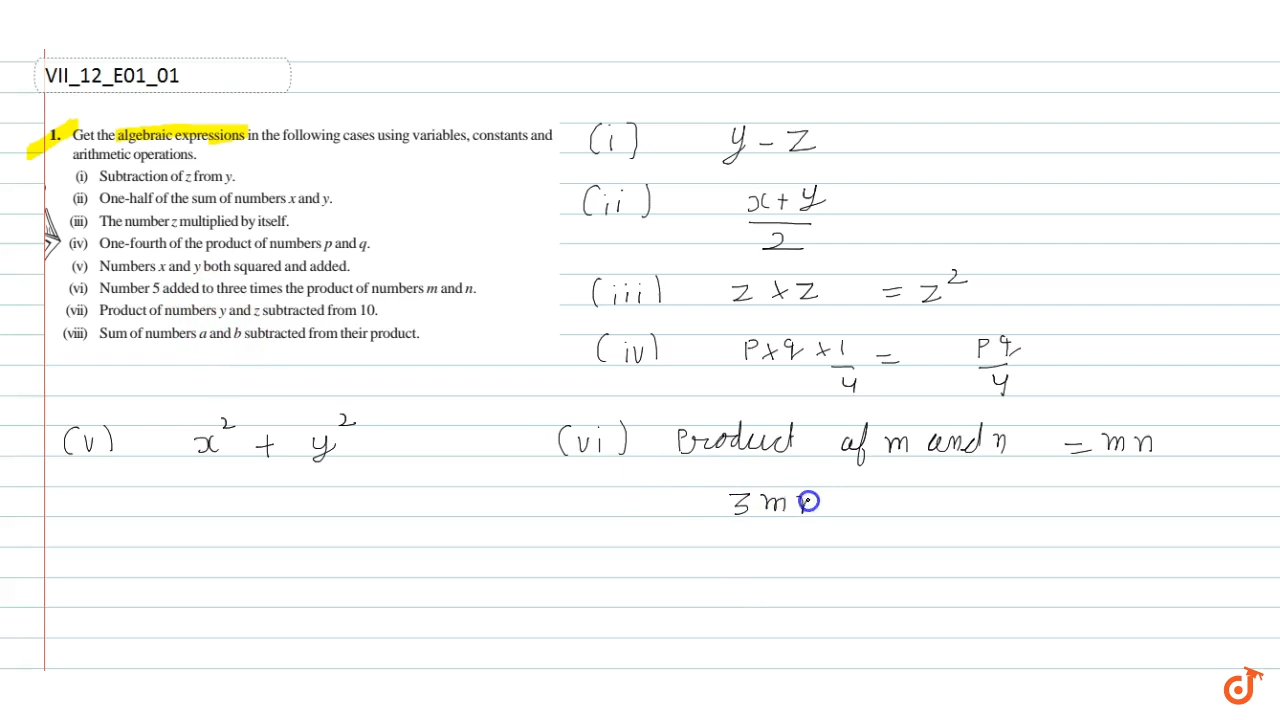 VII_12_E01_01
1. Get the algebraic expressions in the following cases using variables, constants and
arithmetic operations.
(i) Subtraction of z from y.
(ii) One-half of the sum of numbers x and y.
(iii) The number z multiplied by itself.
(iv) One-fourth of the product of numbers p and q.
(v) Numbers x and y both squared and added.
(vi) Number 5 added to three times the product of numbers m and n.
(vii) Product of numbers y and z subtracted from 10.
(viii) Sum of numbers a and b subtracted from their product.
(i) y - z
(ii) x + y
2
(iii) z × z = z²
(iv) p × q × 1/4 = pq/4
(v) x² + y²
(vi) Product of m and n = mn
3 m